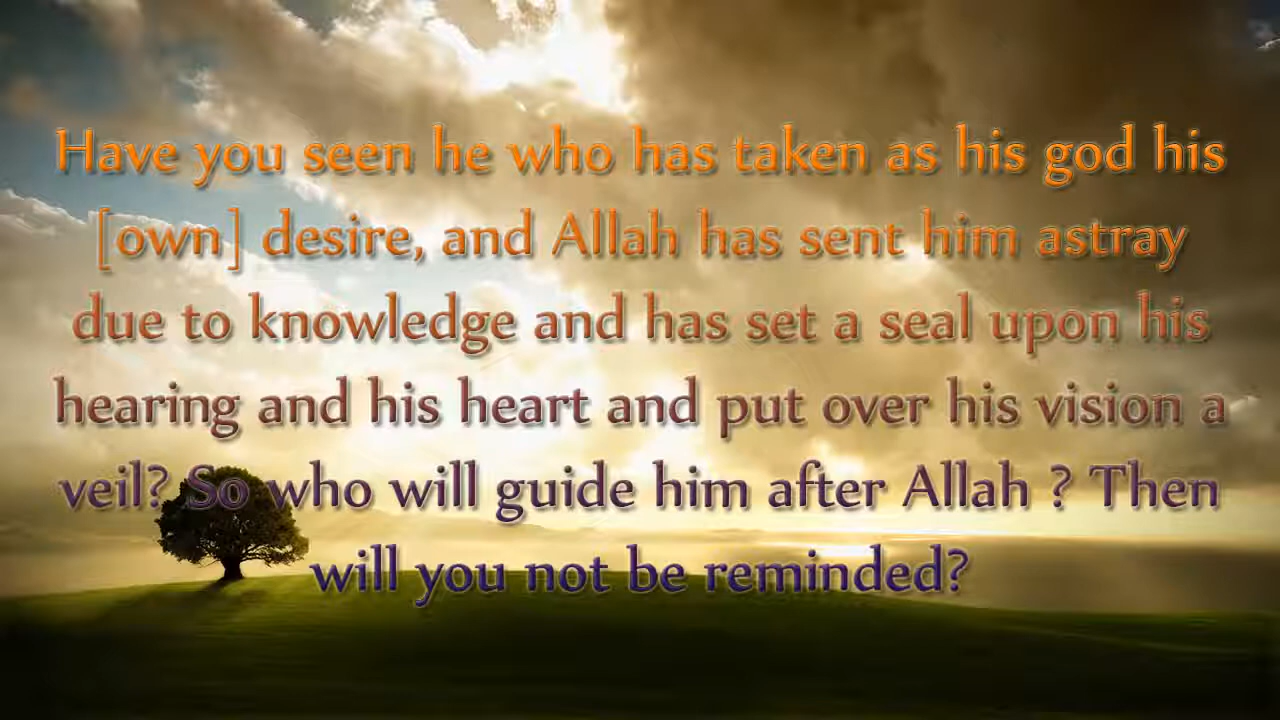 Have you seen he who has taken as his god his
[own] desire, and Allah has sent him astray
due to knowledge and has set a seal upon his
hearing and his heart and put over his vision a
veil? So who will guide him after Allah ? Then
will you not be reminded?